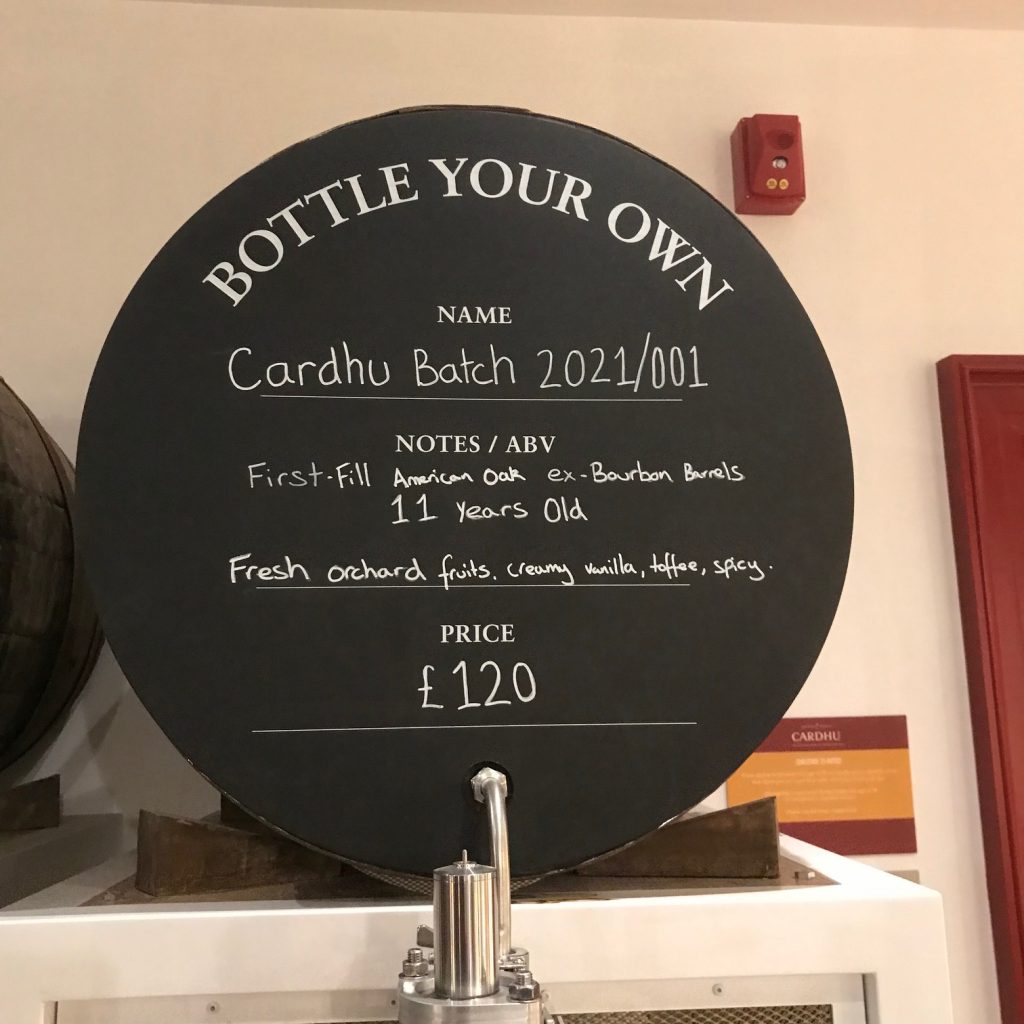 BOTTLE YOUR OWN
NAME
Cardhu Batch 2021/001
NOTES / ABV
First-Fill American Oak ex-Bourbon Barrels
11 years Old
Fresh orchard fruits, creamy vanilla, toffee, spicy.
PRICE
£120
CARDHU